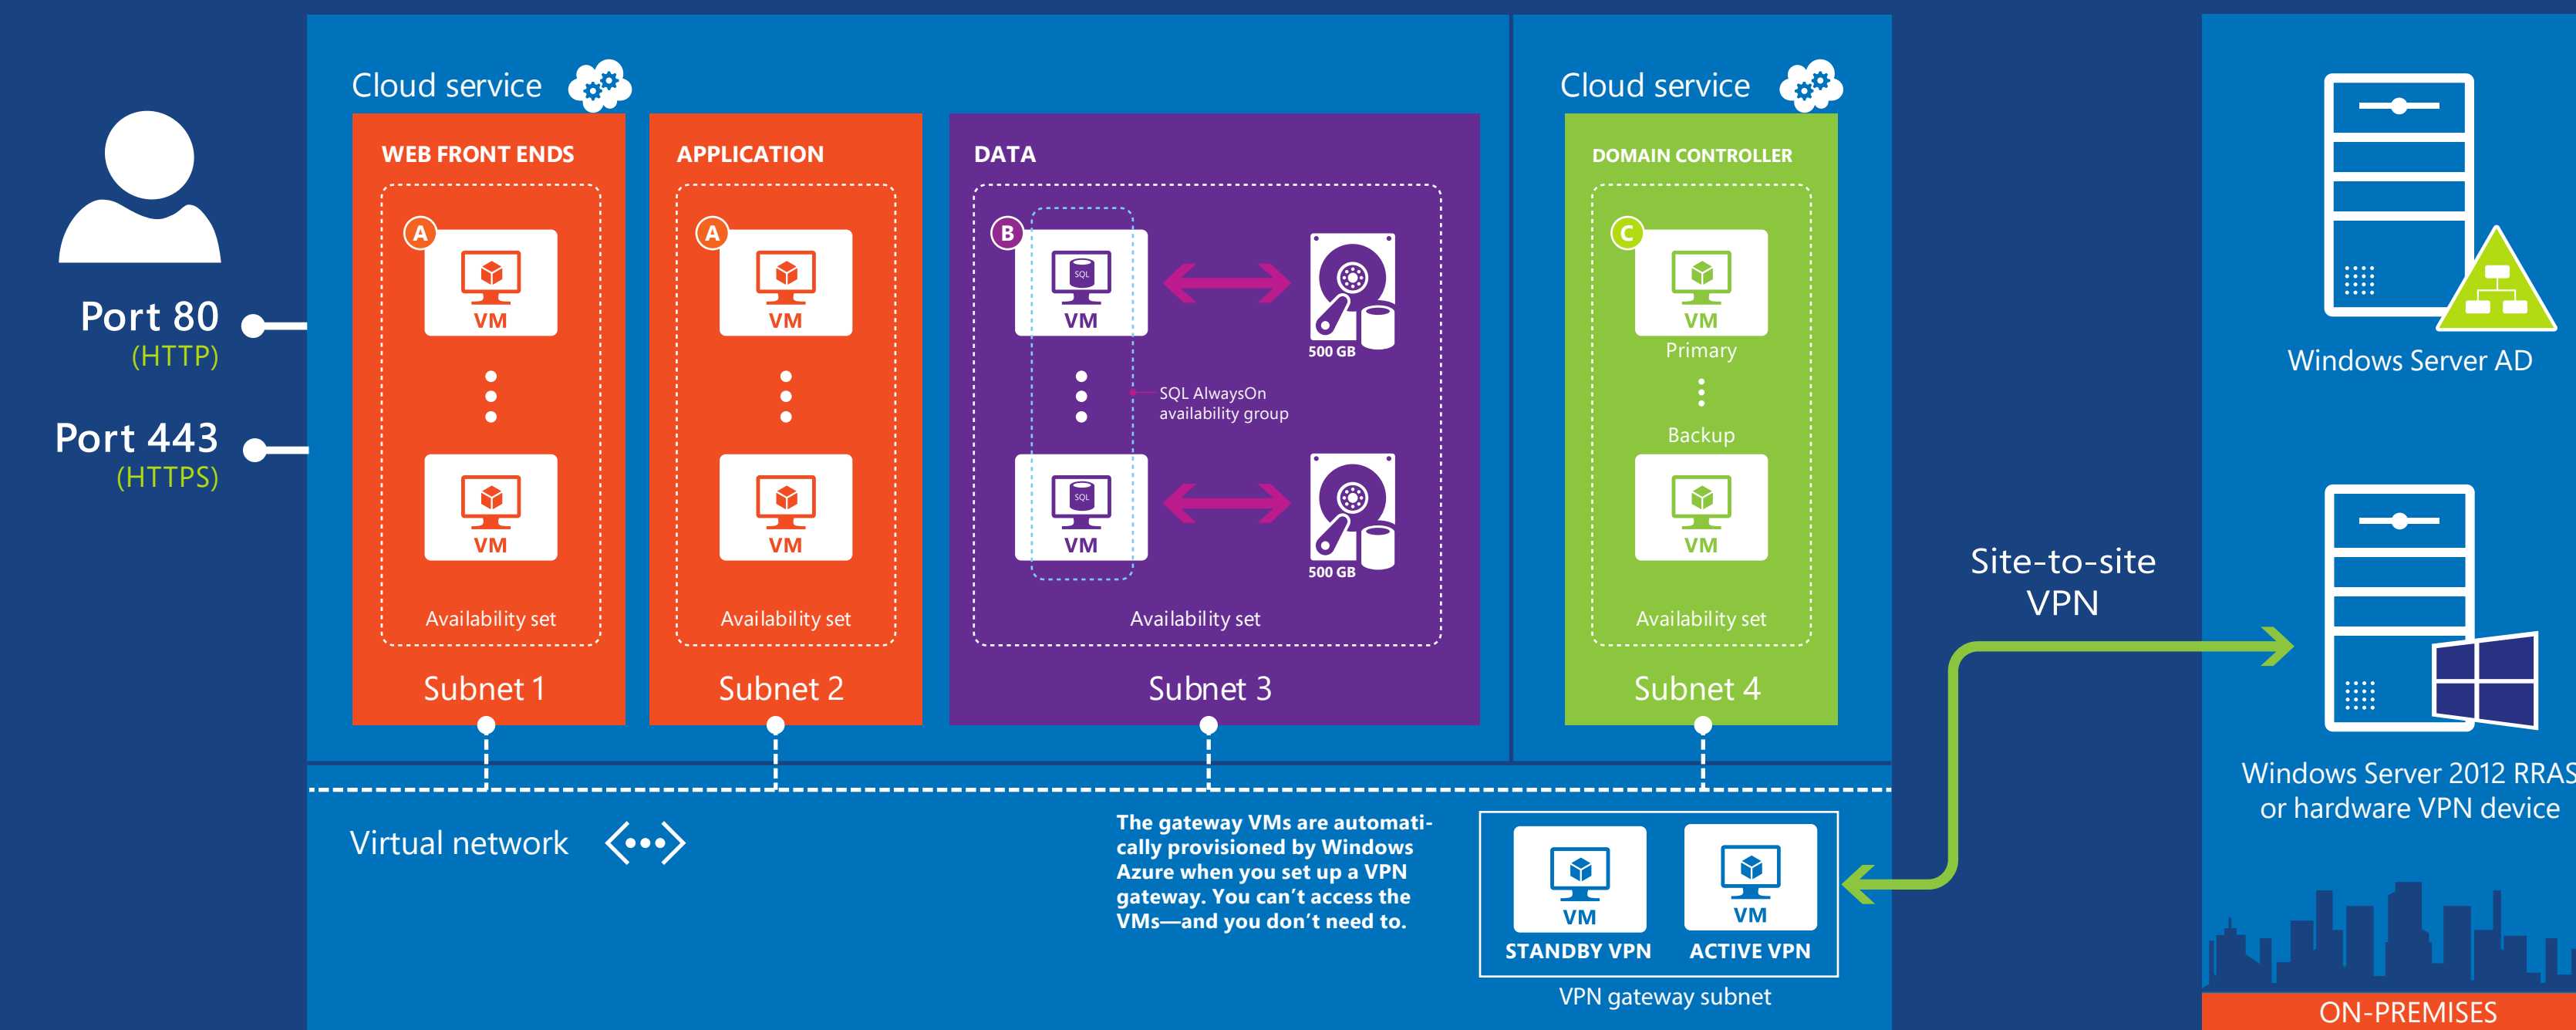 Port 80
(HTTP)
Port 443
(HTTPS)
Cloud service
WEB FRONT ENDS
A
VM
VM
Availability set
Subnet 1
APPLICATION
A
VM
VM
Availability set
Subnet 2
DATA
B
SQL
VM
500 GB
SQL AlwaysOn
availability group
SQL
VM
500 GB
Availability set
Subnet 3
Cloud service
DOMAIN CONTROLLER
C
VM
Primary
Backup
VM
Availability set
Subnet 4
Virtual network
The gateway VMs are automati-
cally provisioned by Windows
Azure when you set up a VPN
gateway. You can't access the
VMs—and you don't need to.
VM
STANDBY VPN
VM
ACTIVE VPN
VPN gateway subnet
Site-to-site
VPN
Windows Server AD
Windows Server 2012 RRAS
or hardware VPN device
ON-PREMISES